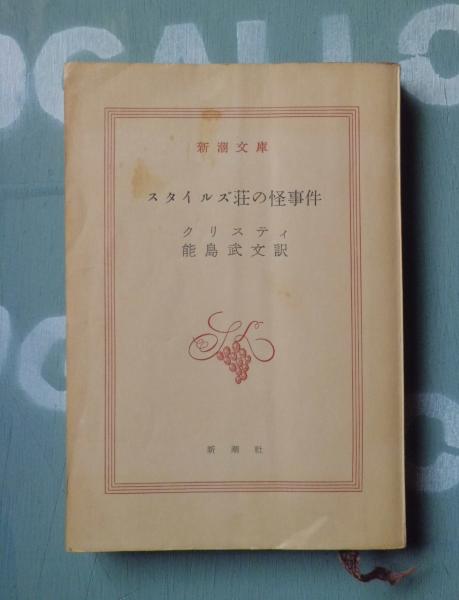 新潮文庫
スタイルズ荘の怪事件
クリスティ
能島武文訳
新潮社